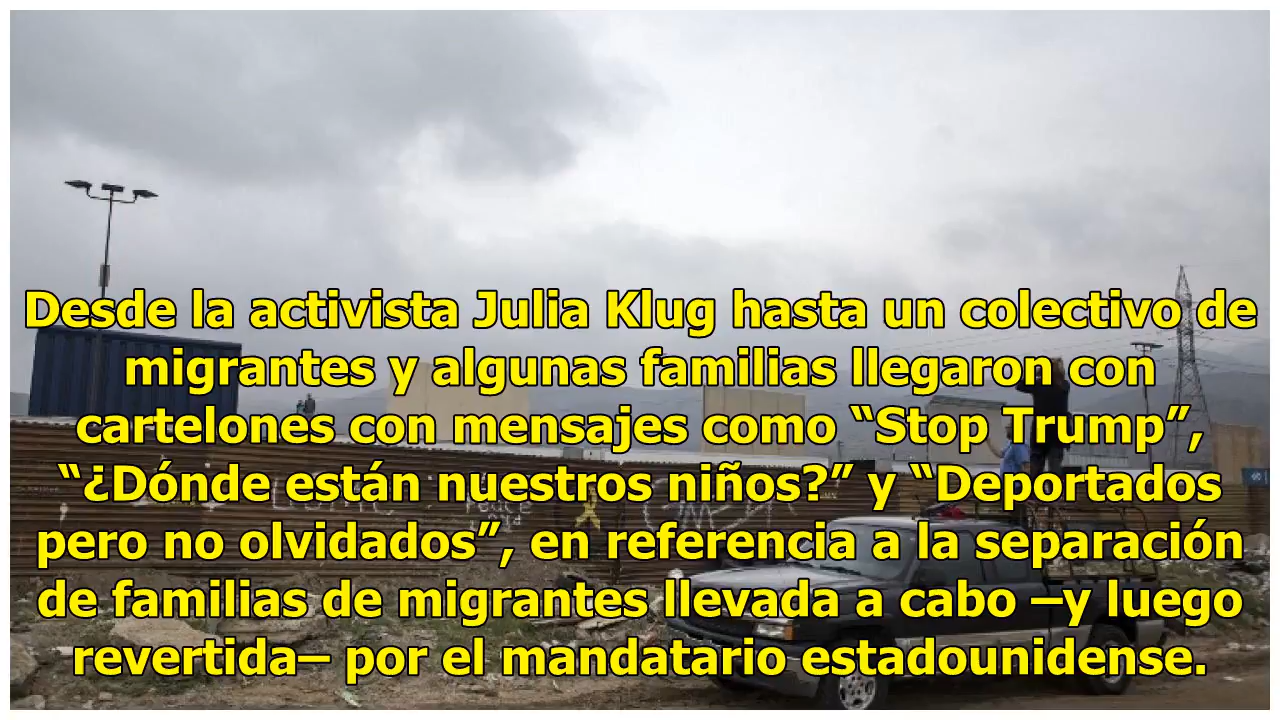 Desde la activista Julia Klug hasta un colectivo de
migrantes y algunas familias llegaron con
cartelones con mensajes como “Stop Trump”,
“¿Dónde están nuestros niños?” y “Deportados
pero no olvidados”, en referencia a la separación
de familias de migrantes llevada a cabo –y luego
revertida– por el mandatario estadounidense.